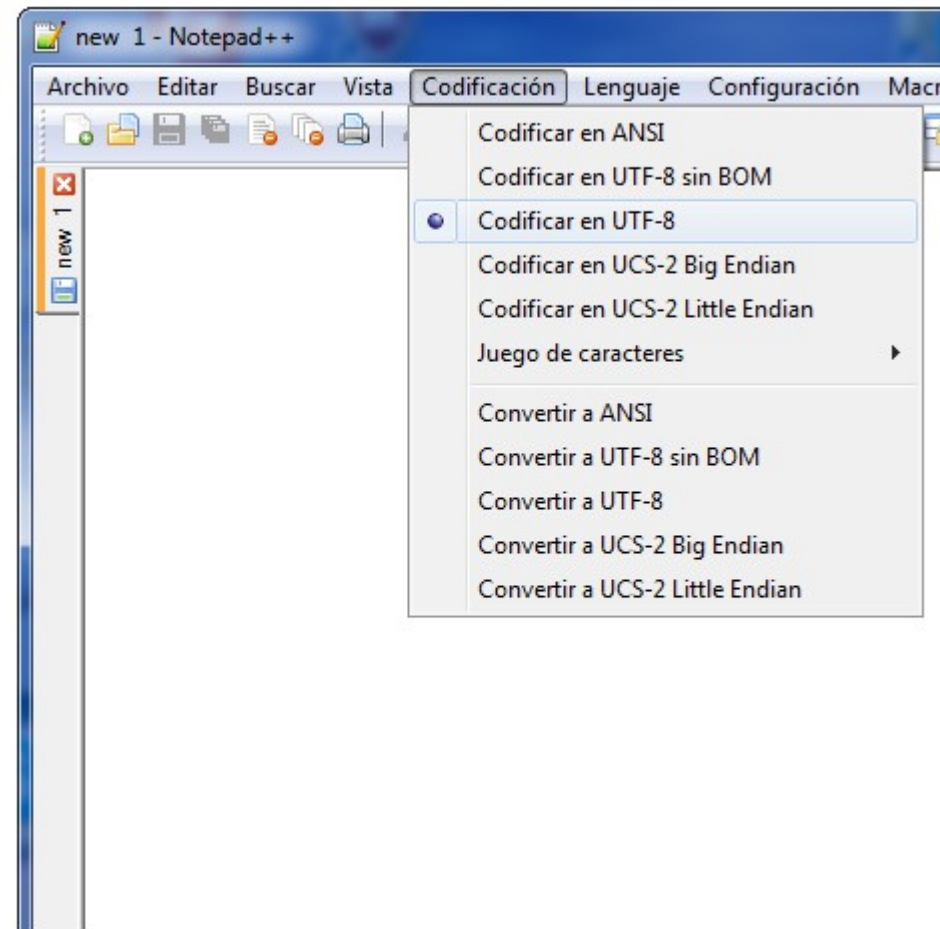 new 1 - Notepad++
Archivo Editar Buscar Vista Codificación Lenguaje Configuración Macr
Codificar en ANSI
Codificar en UTF-8 sin BOM
Codificar en UTF-8
Codificar en UCS-2 Big Endian
Codificar en UCS-2 Little Endian
Juego de caracteres
Convertir a ANSI
Convertir a UTF-8 sin BOM
Convertir a UTF-8
Convertir a UCS-2 Big Endian
Convertir a UCS-2 Little Endian
new 1